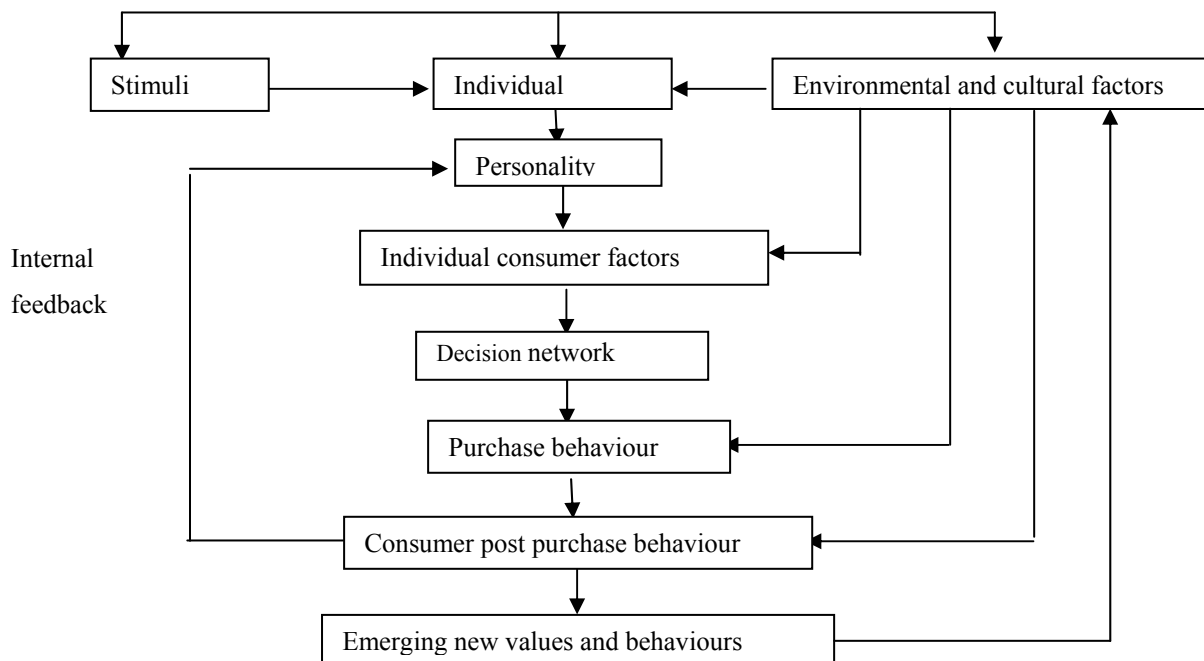 Stimuli
Individual
Environmental and cultural factors
Personality
Individual consumer factors
Internal
feedback
Decision network
Purchase behaviour
Consumer post purchase behaviour
Emerging new values and behaviours